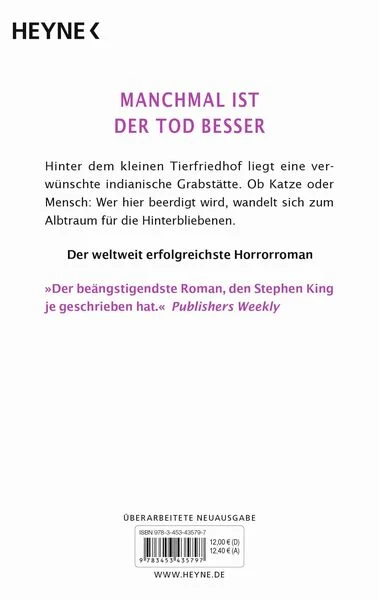 HEYNE
MANCHMAL IST
DER TOD BESSER
Hinter dem kleinen Tierfriedhof liegt eine ver-
wünschte indianische Grabstätte. Ob Katze oder
Mensch: Wer hier beerdigt wird, wandelt sich zum
Albtraum für die Hinterbliebenen.
Der weltweit erfolgreichste Horrorroman
»Der beängstigendste Roman, den Stephen King
je geschrieben hat.« Publishers Weekly
ÜBERARBEITETE NEUAUSGABE
ISBN 978-3-453-43579-7
12,00 € (D)
12,40 € (A)
9 783453 435797
WWW.HEYNE.DE